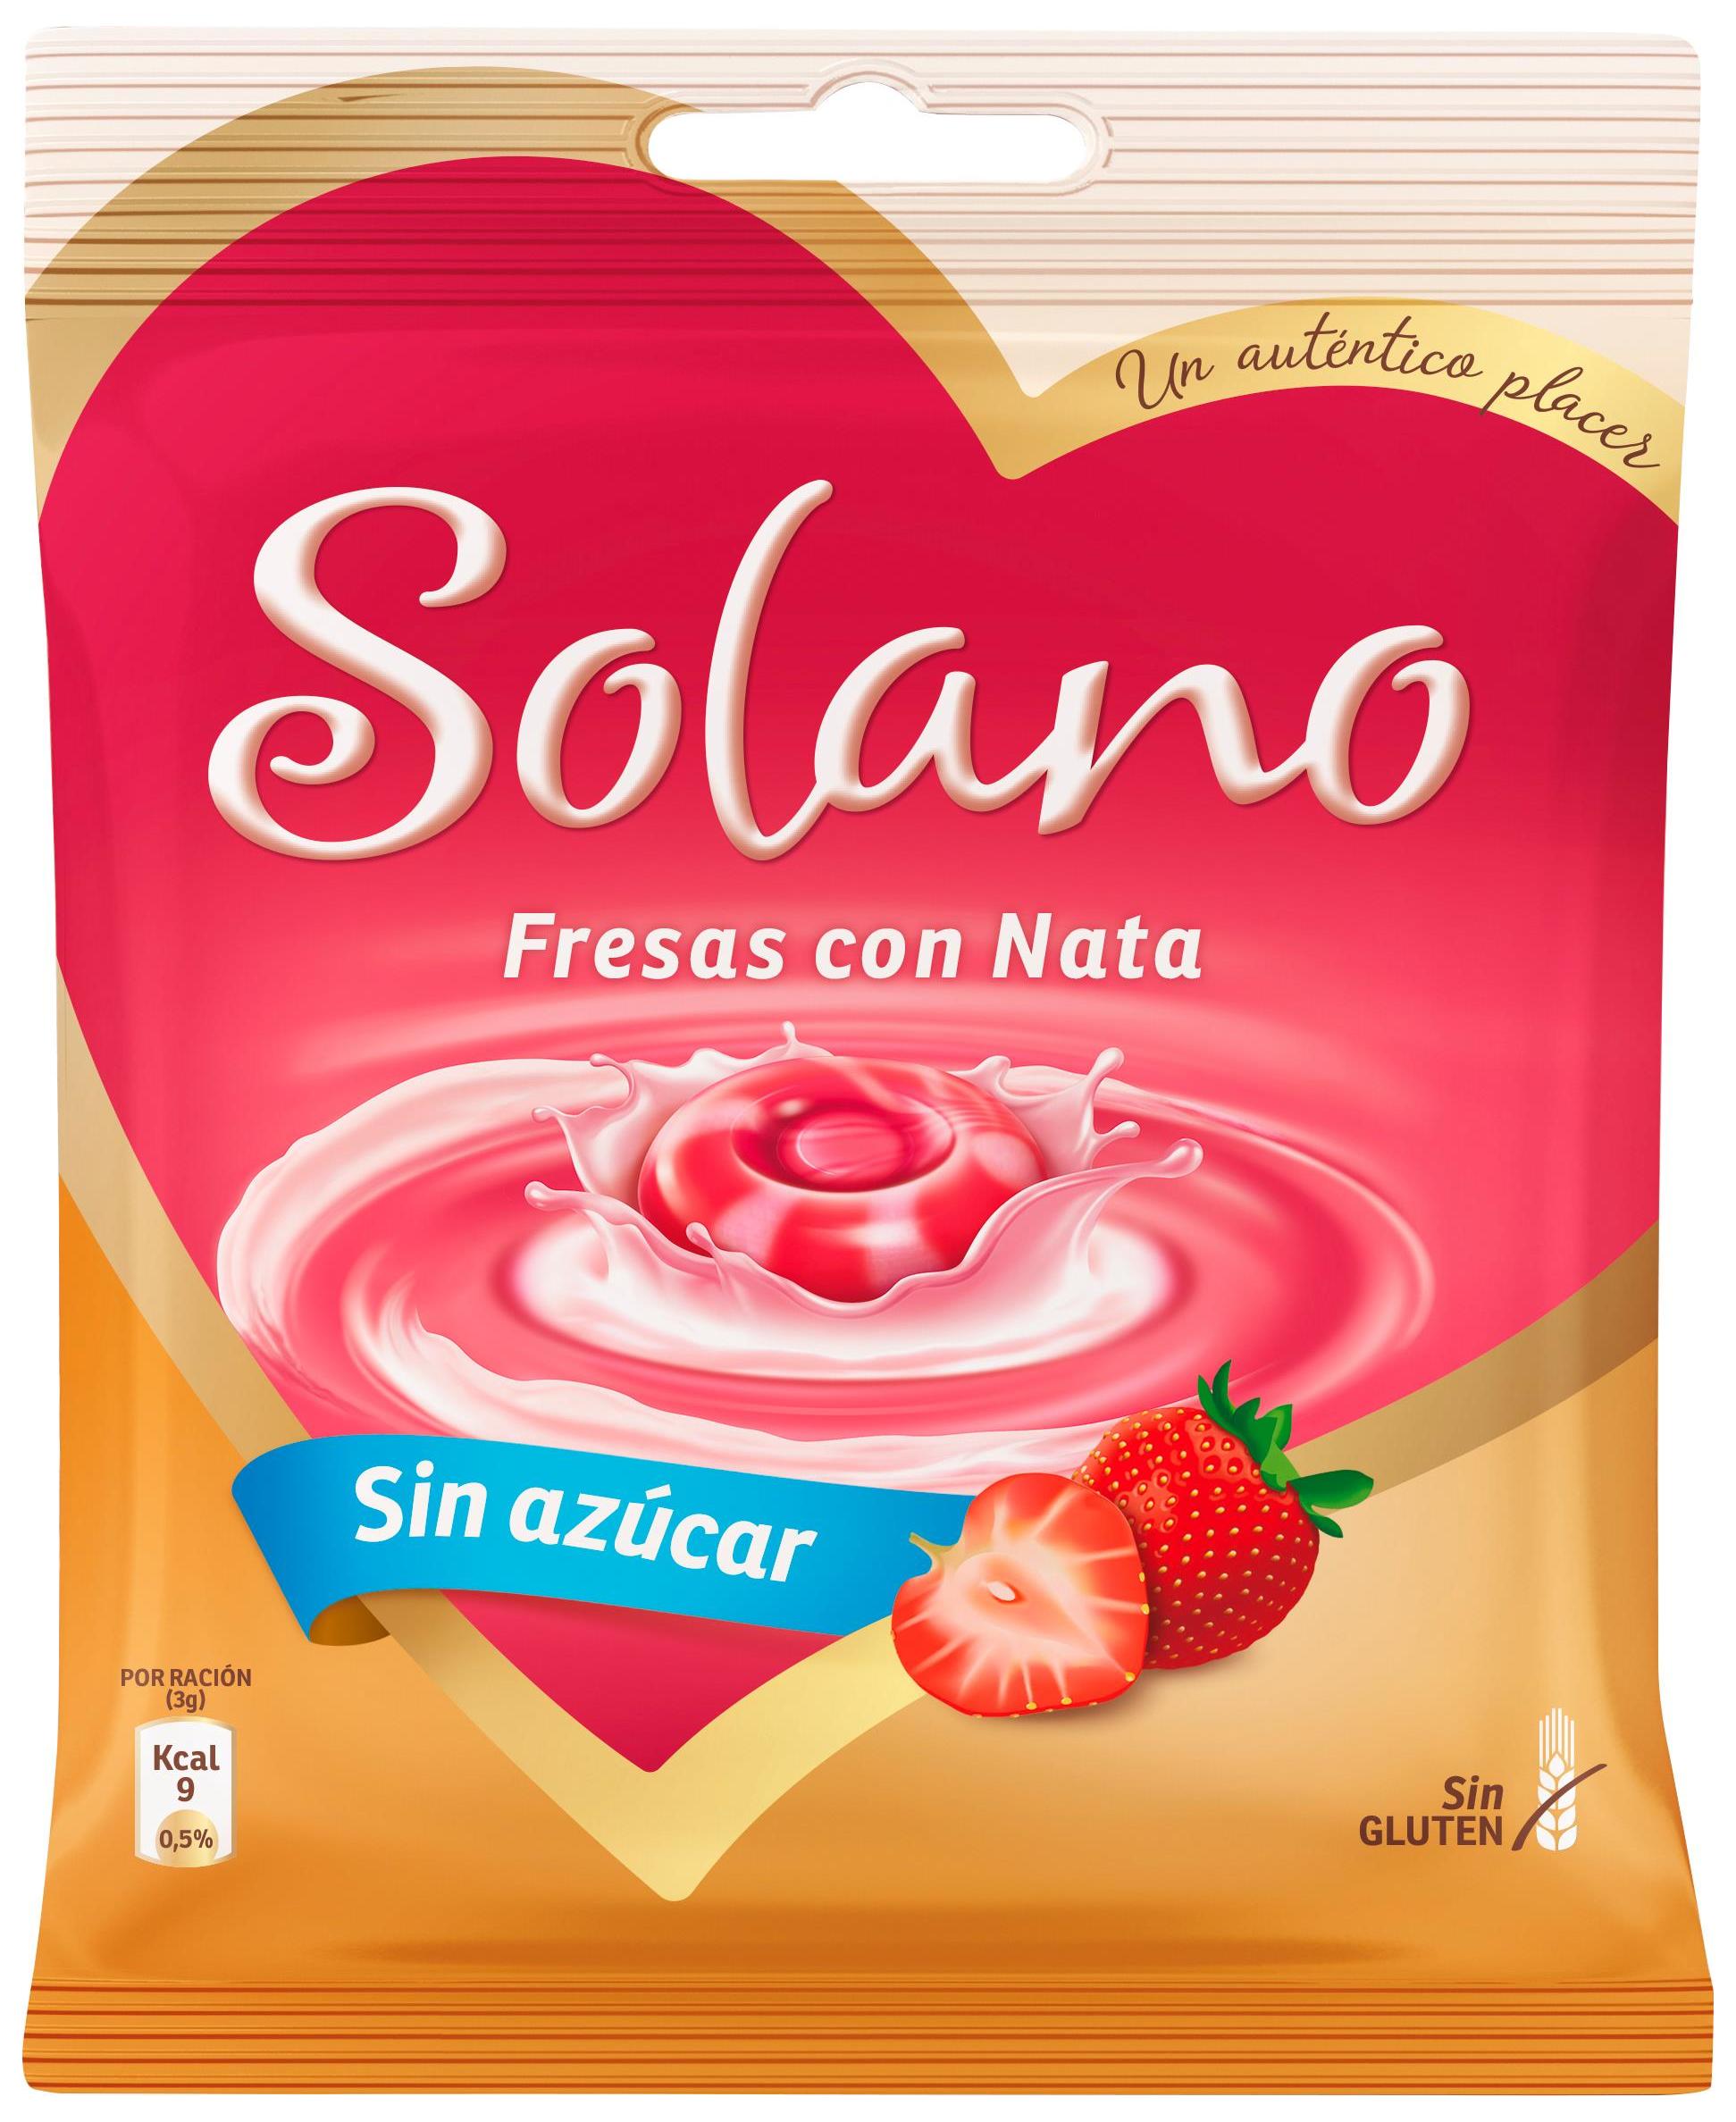 Un auténtico placer
Solano
Fresas con Nata
Sin azúcar
POR RACIÓN
(3g)
Kcal
9
0,5%
Sin
GLUTEN